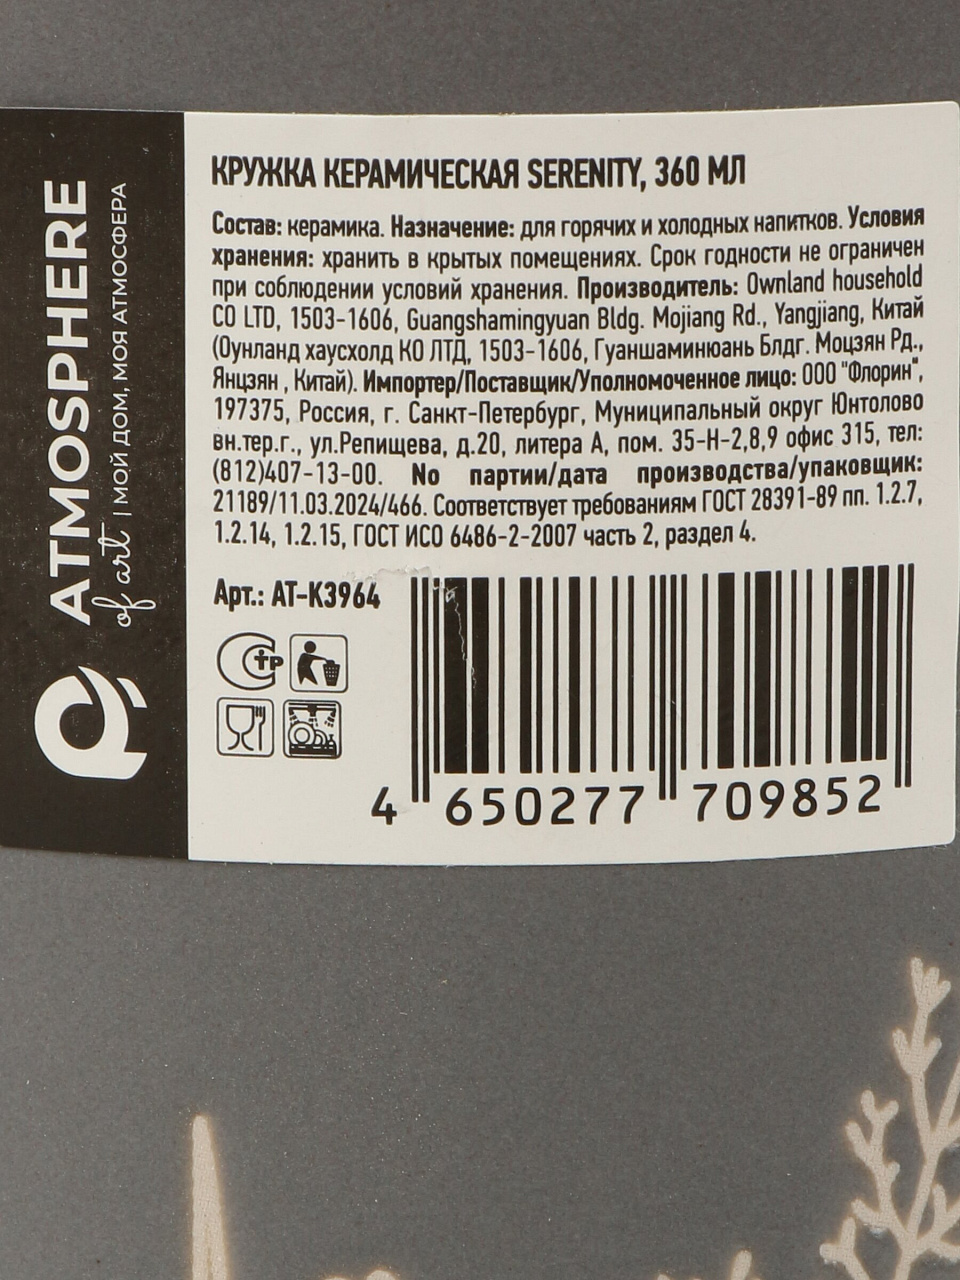 ATMOSPHERE
of art | МОЙ ДОМ, МОЯ АТМОСФЕРА
КРУЖКА КЕРАМИЧЕСКАЯ SERENITY, 360 МЛ
Состав: керамика. Назначение: для горячих и холодных напитков. Условия
хранения: хранить в крытых помещениях. Срок годности не ограничен
при соблюдении условий хранения. Производитель: Ownland household
CO LTD, 1503-1606, Guangshamingyuan Bldg. Mojiang Rd., Yangjiang, Китай
(Оунланд хаусхолд КО ЛТД, 1503-1606, Гуаншаминюань Блдг. Моцзян Рд.,
Янцзян , Китай). Импортер/Поставщик/Уполномоченное лицо: ООО "Флорин",
197375, Россия, г. Санкт-Петербург, Муниципальный округ Юнтолово
вн.тер.г., ул.Репищева, д.20, литера А, пом. 35-Н-2,8,9 офис 315, тел:
(812)407-13-00. No партии/дата производства/упаковщик:
21189/11.03.2024/466. Соответствует требованиям ГОСТ 28391-89 пп. 1.2.7,
1.2.14, 1.2.15, ГОСТ ИСО 6486-2-2007 часть 2, раздел 4.
Арт.: АТ-К3964
СТР
4 650277 709852